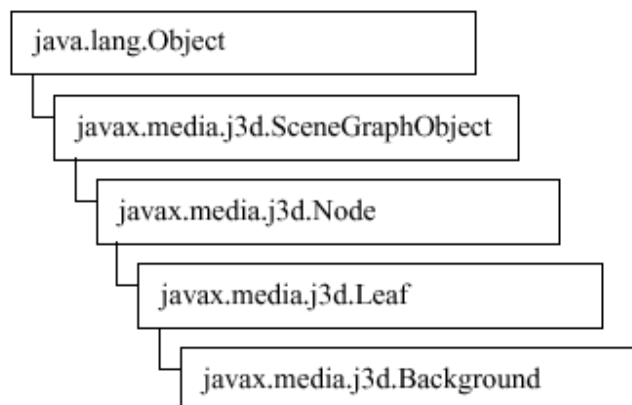 java.lang.Object
javax.media.j3d.SceneGraphObject
javax.media.j3d.Node
javax.media.j3d.Leaf
javax.media.j3d.Background